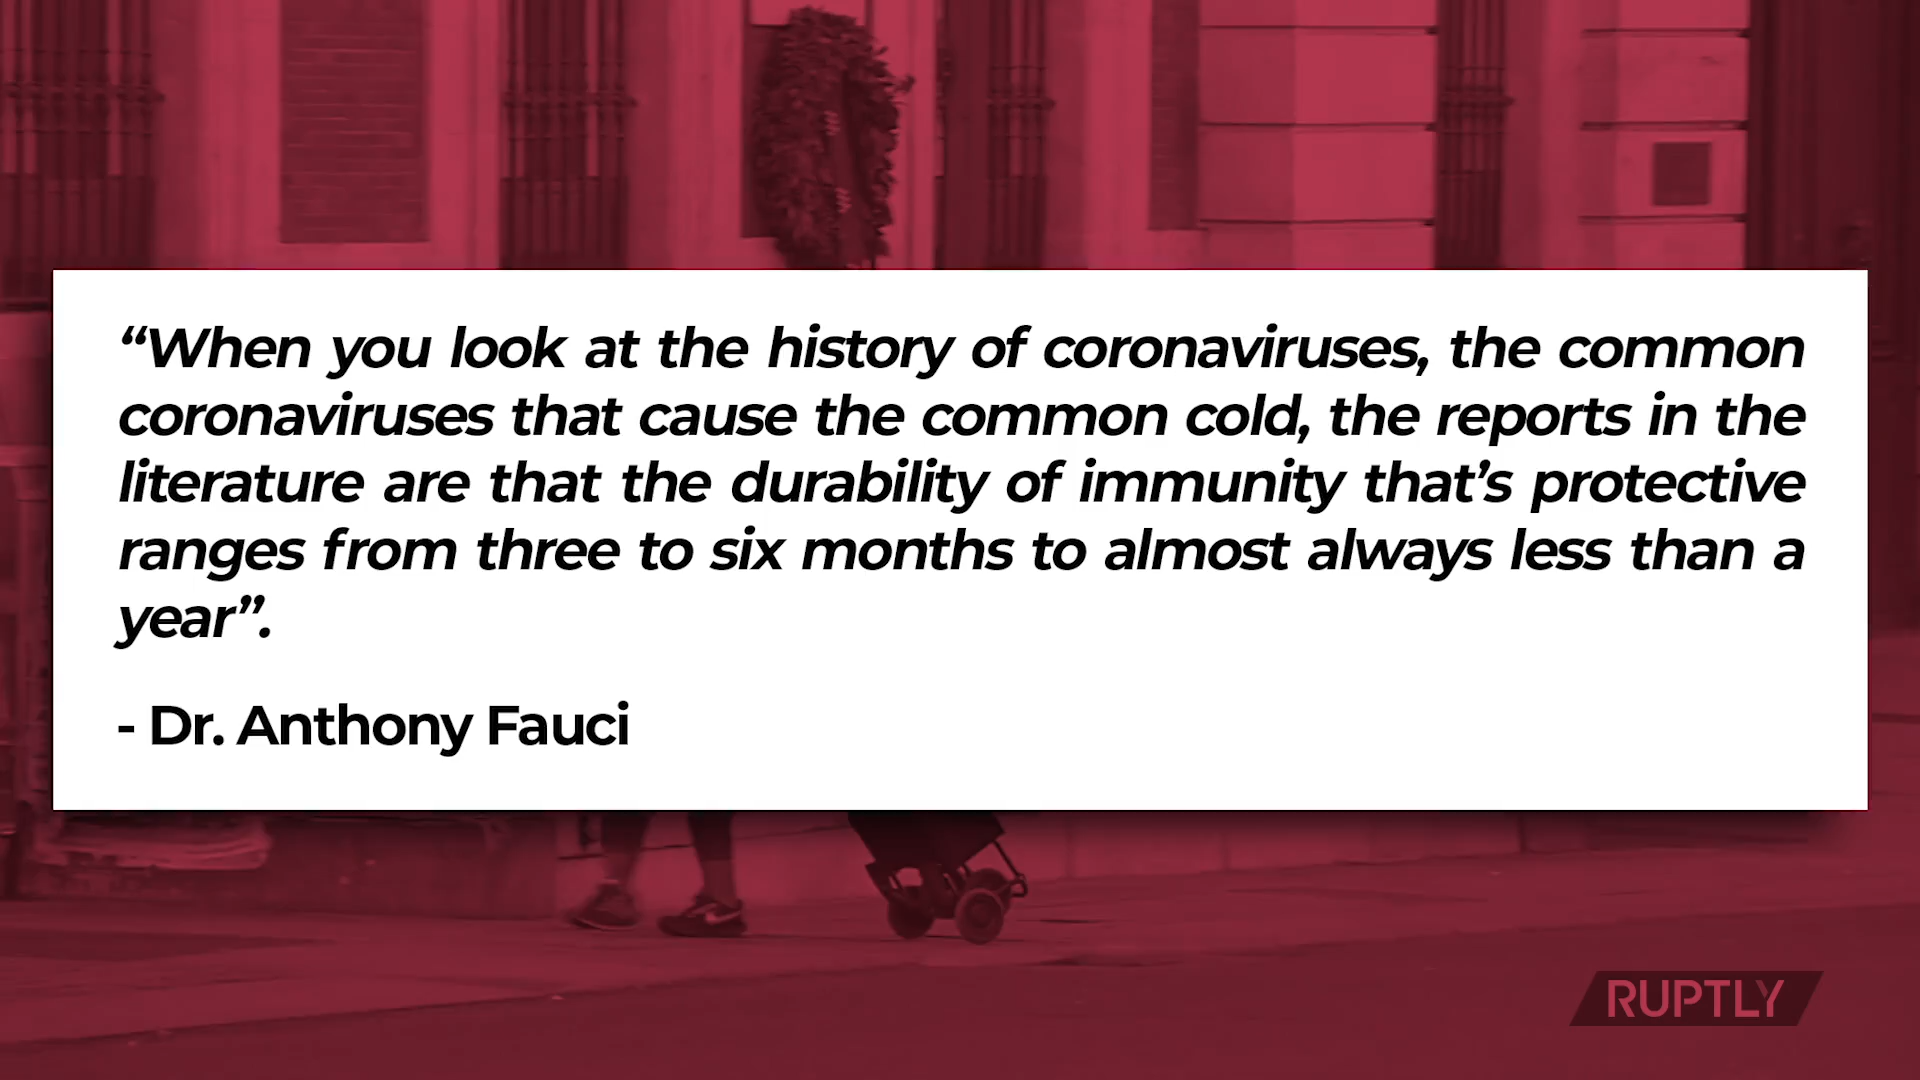 “When you look at the history of coronaviruses, the common
coronaviruses that cause the common cold, the reports in the
literature are that the durability of immunity that’s protective
ranges from three to six months to almost always less than a
year”.
- Dr. Anthony Fauci
RUPTLY